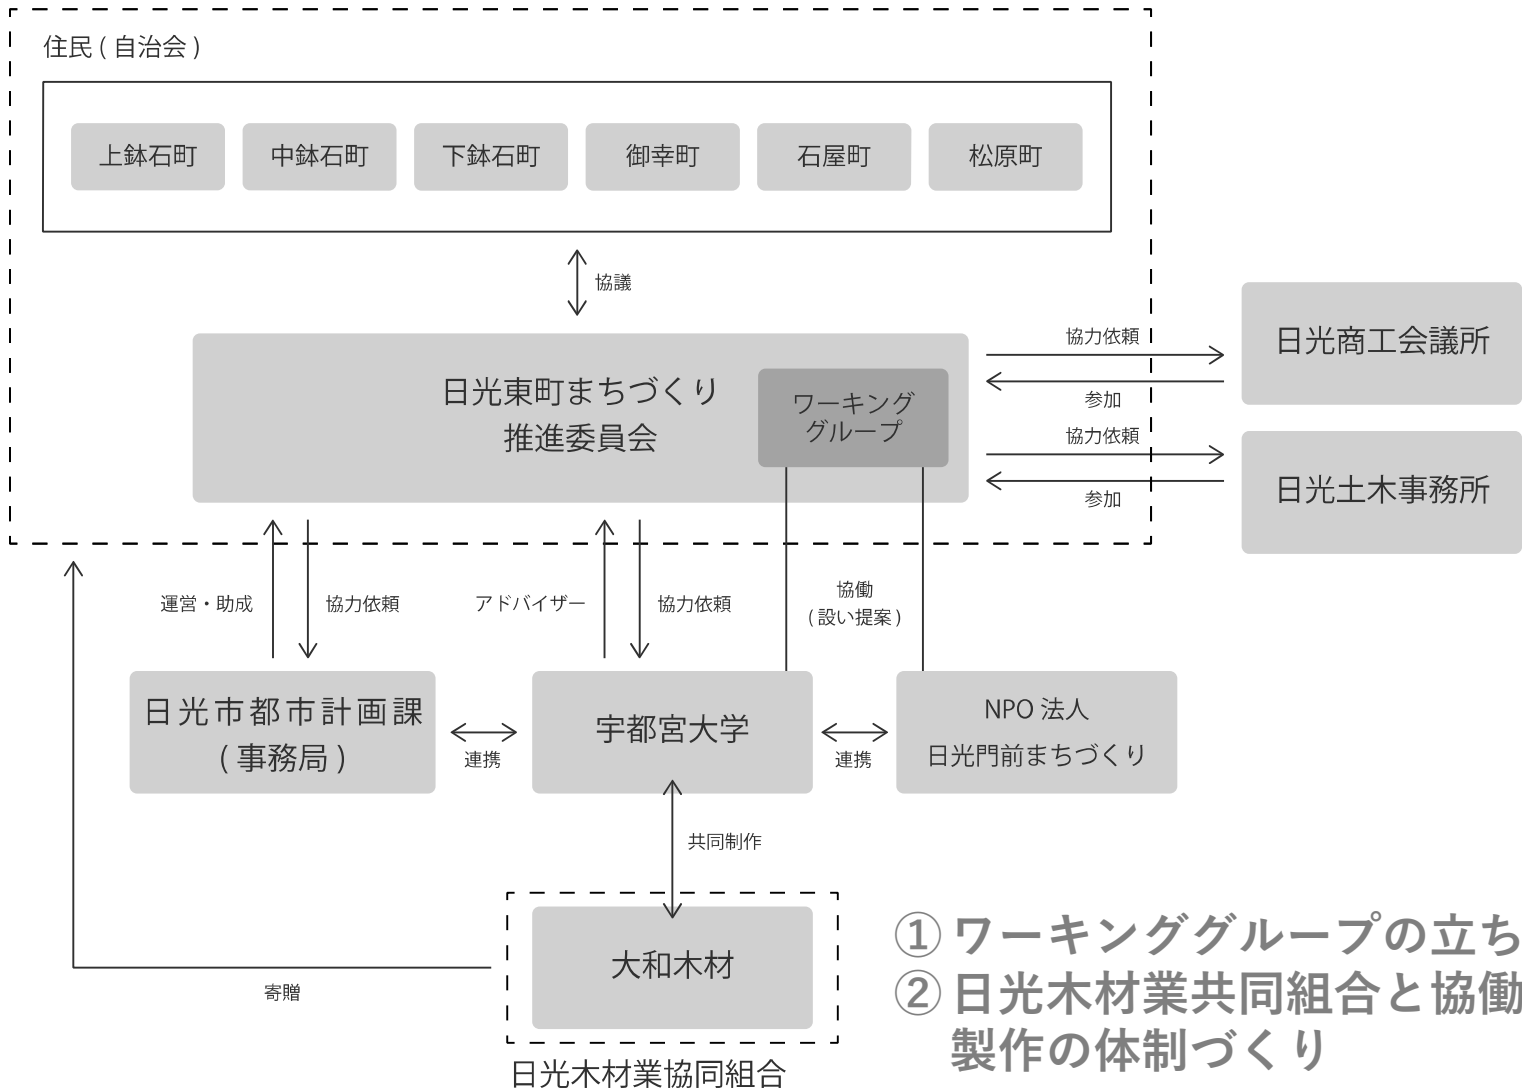 住民 ( 自治会 )
上鉢石町
中鉢石町
下鉢石町
御幸町
石屋町
松原町
協議
日光東町まちづくり
推進委員会
ワーキング
グループ
協力依頼
参加
日光商工会議所
協力依頼
参加
日光土木事務所
運営・助成
協力依頼
アドバイザー
協力依頼
協働
( 設い提案 )
日光市都市計画課
( 事務局 )
連携
宇都宮大学
連携
NPO 法人
日光門前まちづくり
共同制作
大和木材
寄贈
日光木材業協同組合
① ワーキンググループの立ち
② 日光木材業共同組合と協働
製作の体制づくり